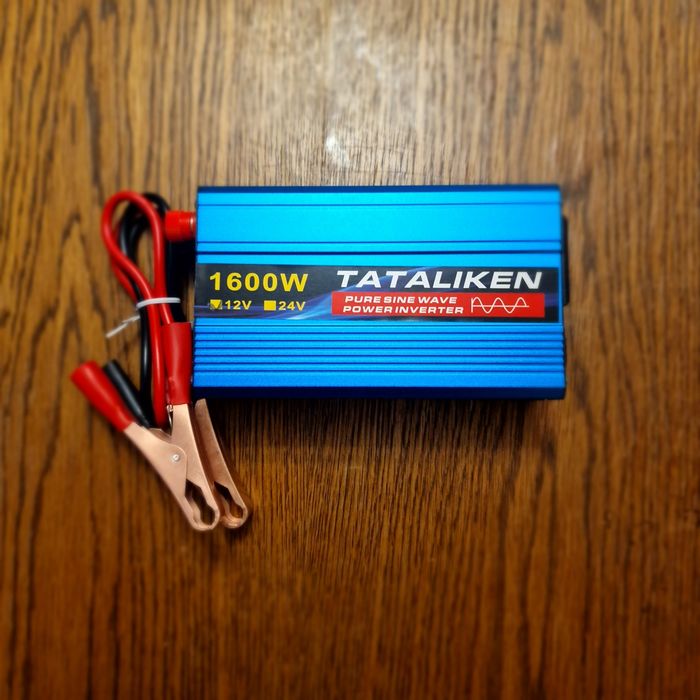 1600W
12V 24V
TATALIKEN
PURE SINE WAVE
POWER INVERTER